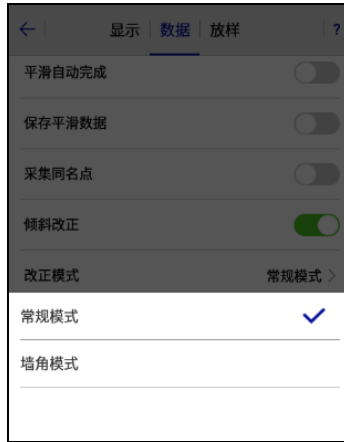 显示 数据 放样 ?
平滑自动完成
保存平滑数据
采集同名点
倾斜改正
改正模式 常规模式
常规模式
墙角模式